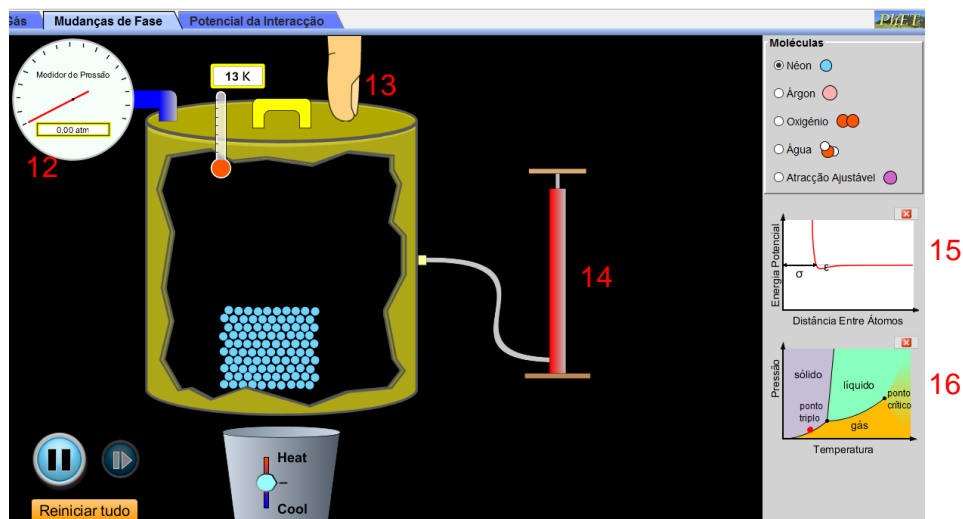 Gás
Mudanças de Fase
Potencial da Interacção
PhET
Medidor de Pressão
0,00 atm
12
13 K
13
14
Heat
Cool
Reiniciar tudo
Moléculas
Néon
Árgon
Oxigénio
Água
Atracção Ajustável
Energia Potencial
σ
ε
Distância Entre Átomos
15
Pressão
sólido
líquido
ponto
crítico
ponto
triplo
gás
Temperatura
16